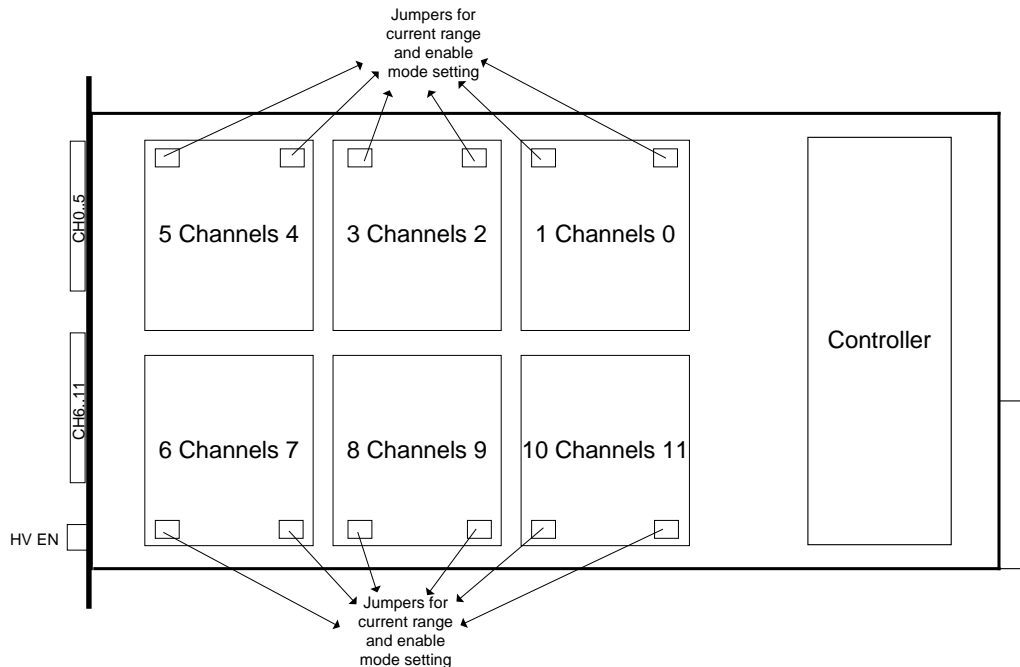 Jumpers for
current range
and enable
mode setting
CH0..5
5 Channels 4
3 Channels 2
1 Channels 0
Controller
CH6..11
6 Channels 7
8 Channels 9
10 Channels 11
HV EN
Jumpers for
current range
and enable
mode setting